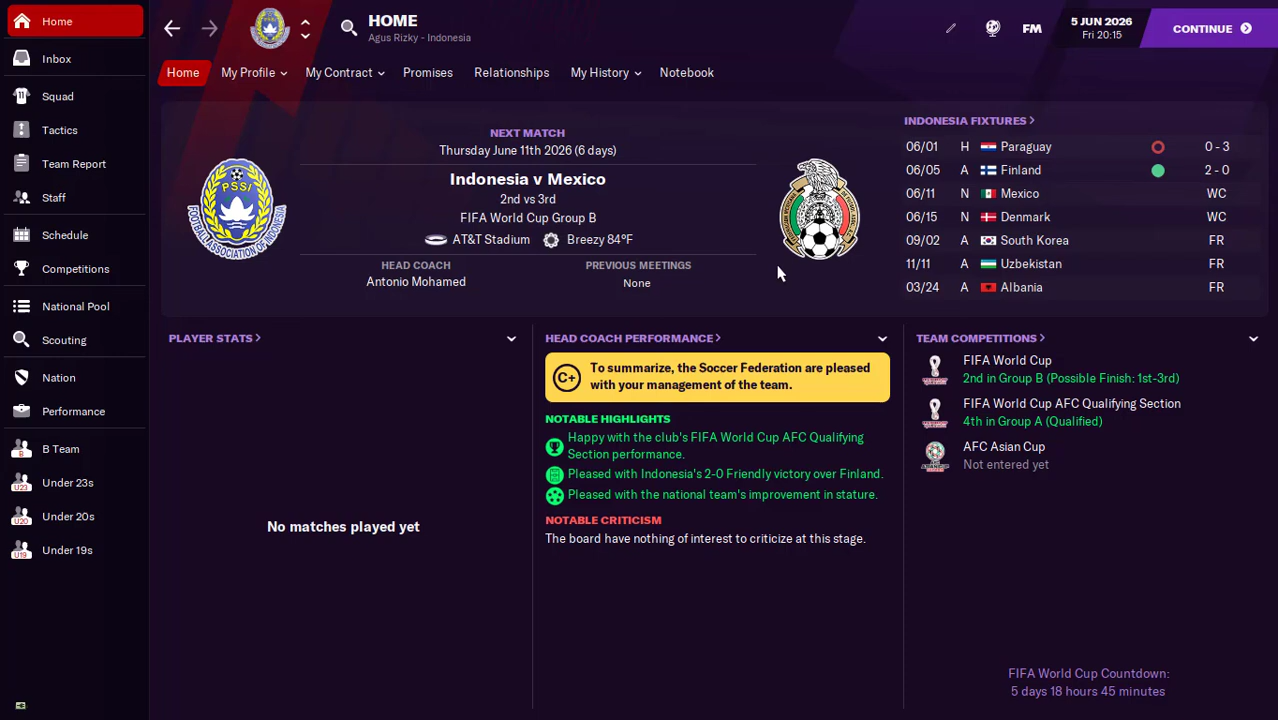 Home
Inbox
Squad
Tactics
Team Report
Staff
Schedule
Competitions
National Pool
Scouting
Nation
Performance
B Team
Under 23s
Under 20s
Under 19s
HOME
Agus Rizky - Indonesia
FM
5 JUN 2026
Fri 20:15
CONTINUE
Home
My Profile
My Contract
Promises
Relationships
My History
Notebook
NEXT MATCH
Thursday June 11th 2026 (6 days)
Indonesia v Mexico
2nd vs 3rd
FIFA World Cup Group B
AT&T Stadium
Breezy 84°F
HEAD COACH
Antonio Mohamed
PREVIOUS MEETINGS
None
PSSI
FOOTBALL ASSOCIATION OF INDONESIA
INDONESIA FIXTURES
06/01 H Paraguay 0 - 3
06/05 A Finland 2 - 0
06/11 N Mexico WC
06/15 N Denmark WC
09/02 A South Korea FR
11/11 A Uzbekistan FR
03/24 A Albania FR
PLAYER STATS
No matches played yet
HEAD COACH PERFORMANCE
C+
To summarize, the Soccer Federation are pleased
with your management of the team.
NOTABLE HIGHLIGHTS
Happy with the club's FIFA World Cup AFC Qualifying
Section performance.
Pleased with Indonesia's 2-0 Friendly victory over Finland.
Pleased with the national team's improvement in stature.
NOTABLE CRITICISM
The board have nothing of interest to criticize at this stage.
TEAM COMPETITIONS
FIFA World Cup
2nd in Group B (Possible Finish: 1st-3rd)
FIFA World Cup AFC Qualifying Section
4th in Group A (Qualified)
AFC Asian Cup
Not entered yet
FIFA World Cup Countdown:
5 days 18 hours 45 minutes